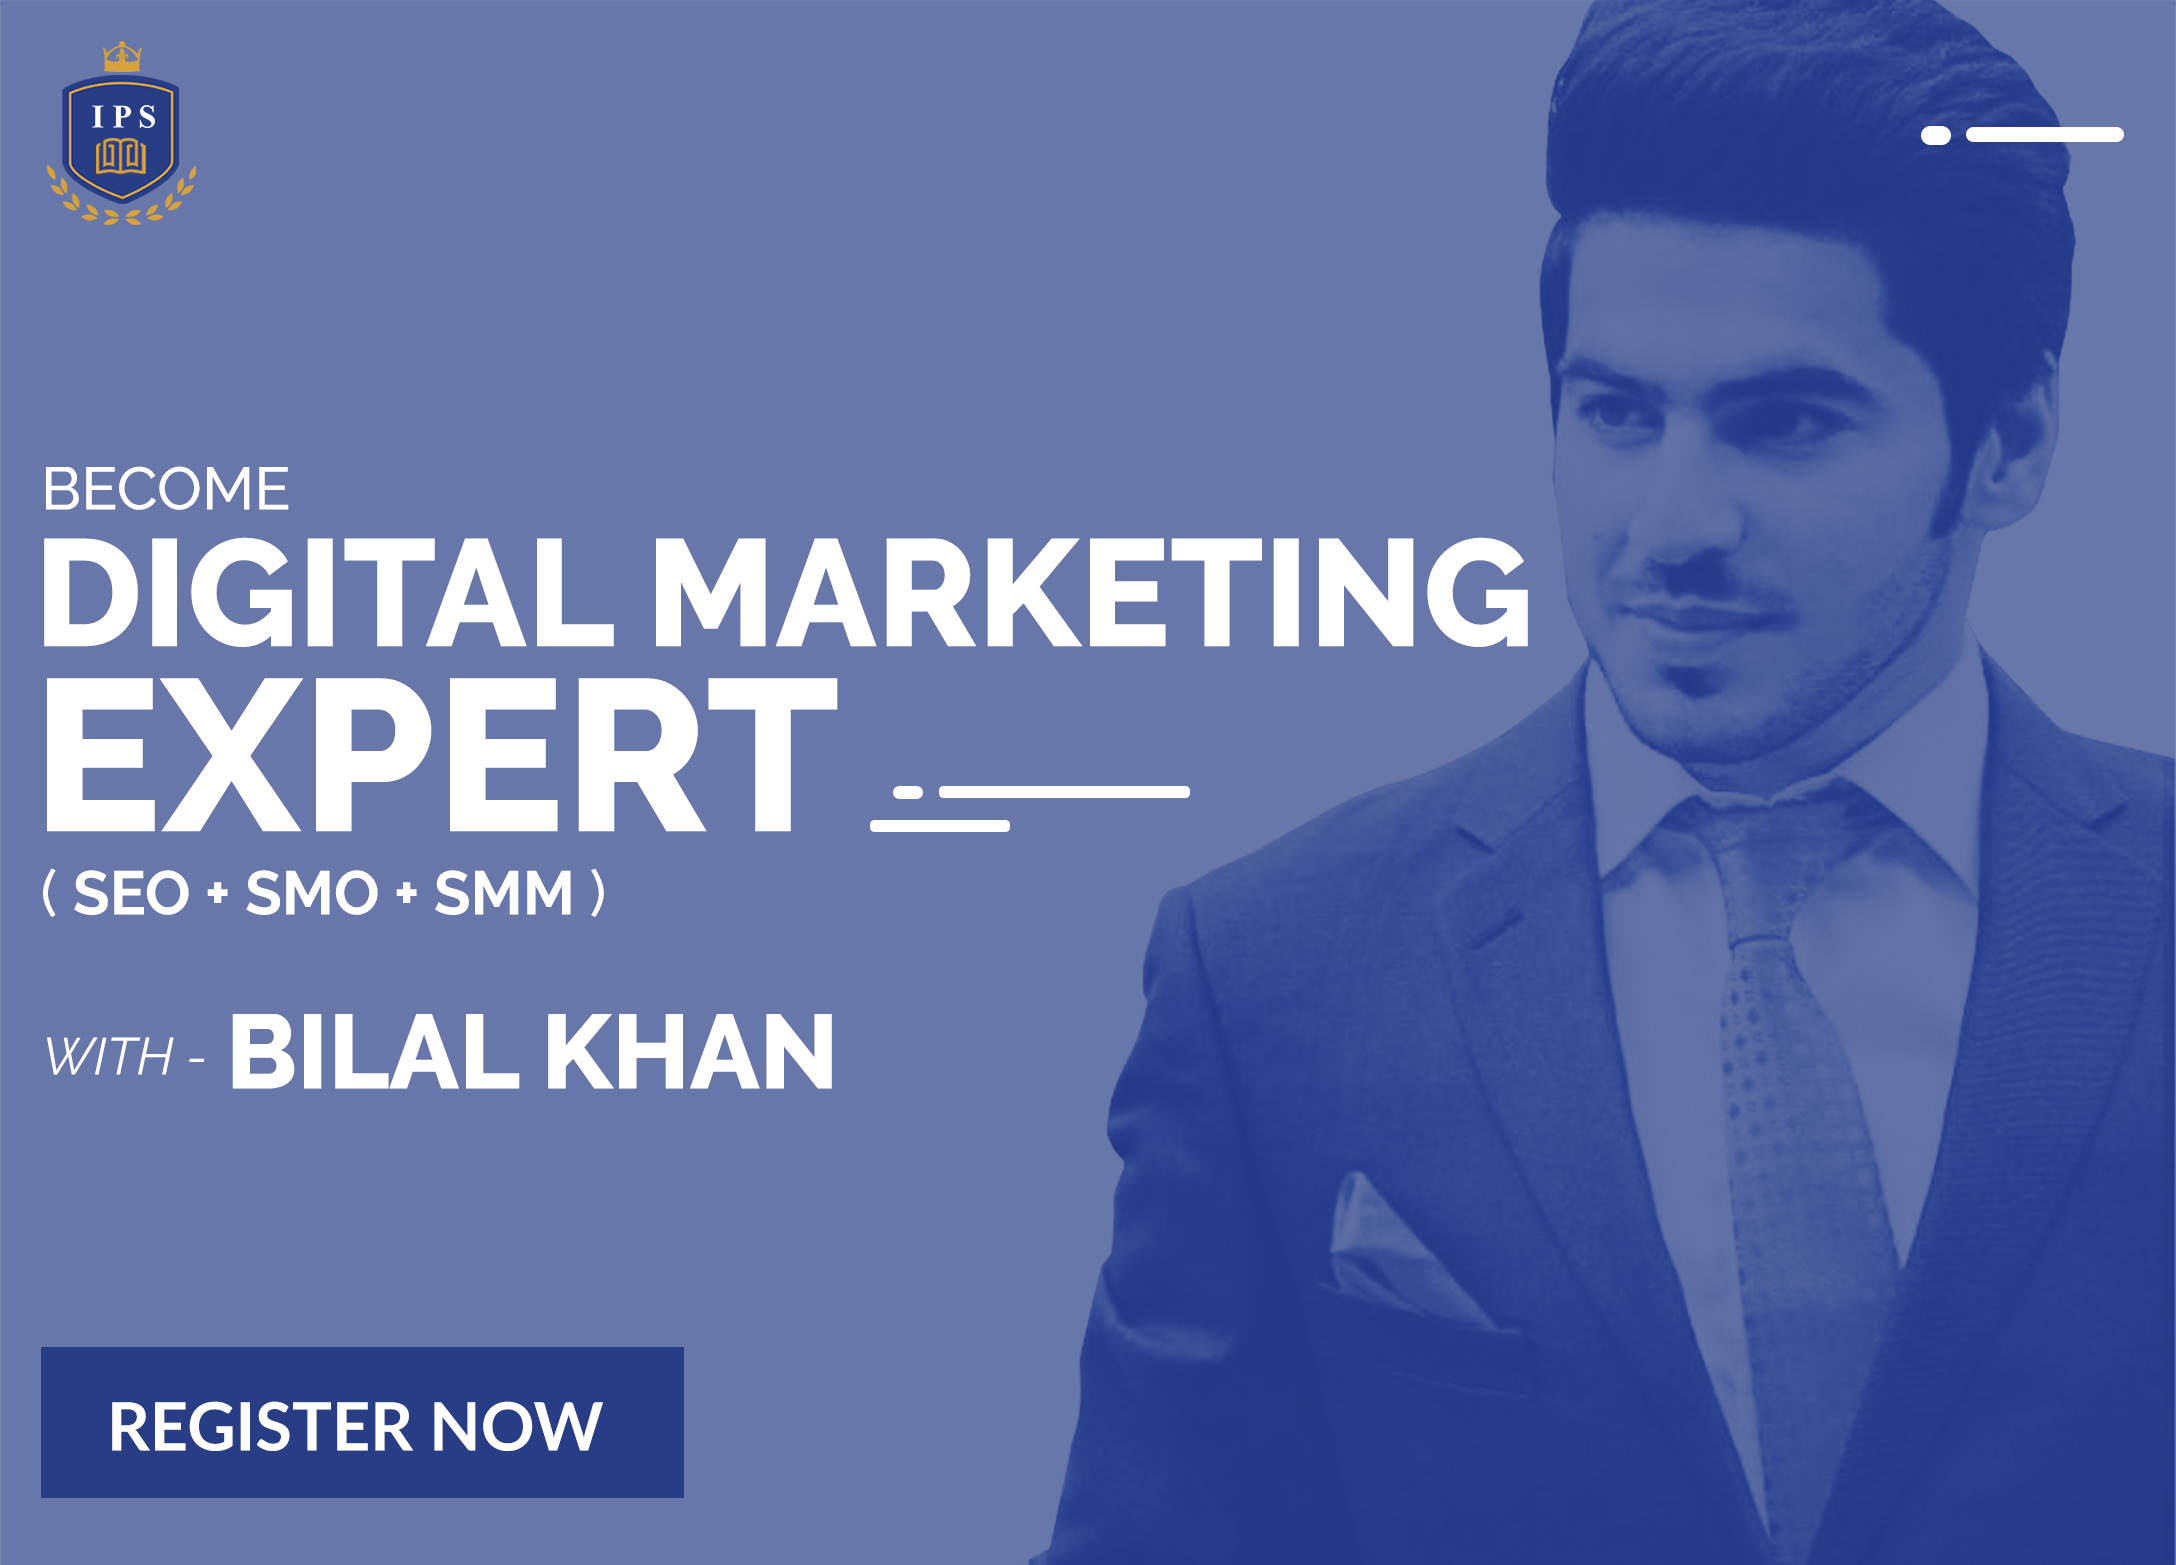 IPS
BECOME
DIGITAL MARKETING
EXPERT
( SEO + SMO + SMM )
WITH - BILAL KHAN
REGISTER NOW